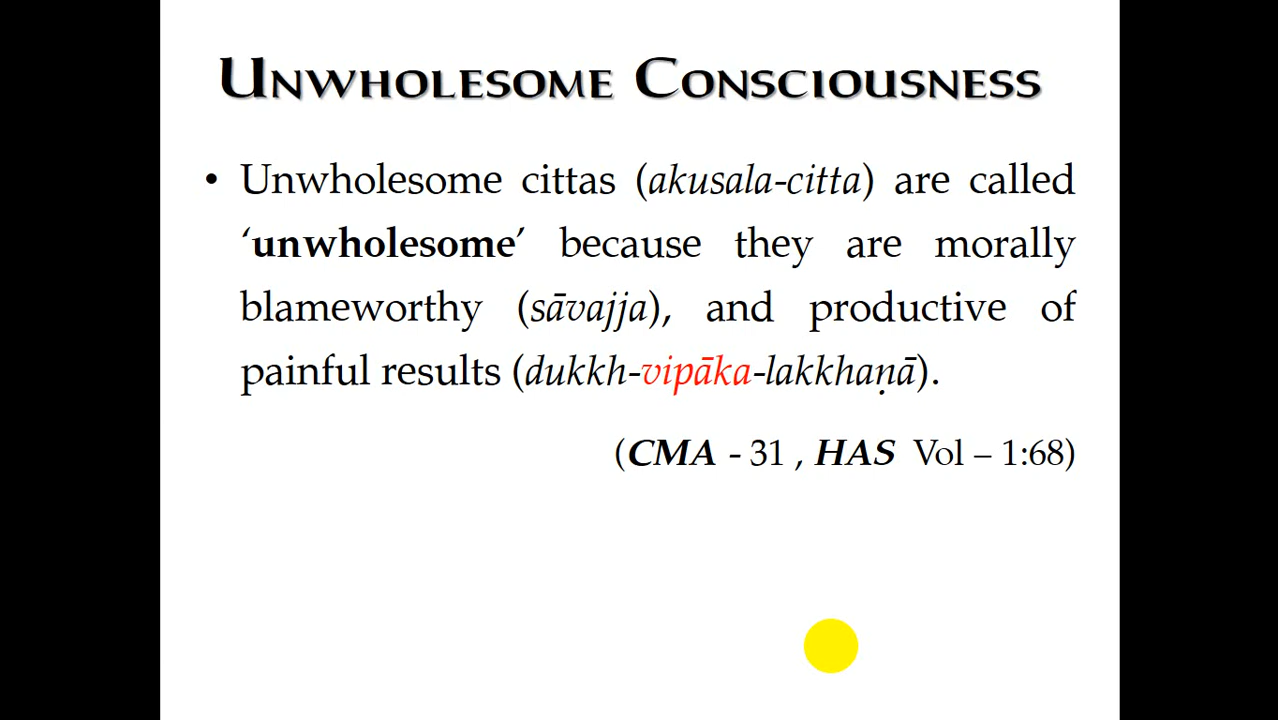 Unwholesome Consciousness
• Unwholesome cittas (akusala-citta) are called
‘unwholesome’ because they are morally
blameworthy (sāvajja), and productive of
painful results (dukkh-vipāka-lakkhaṇā).
(CMA - 31 , HAS Vol – 1:68)